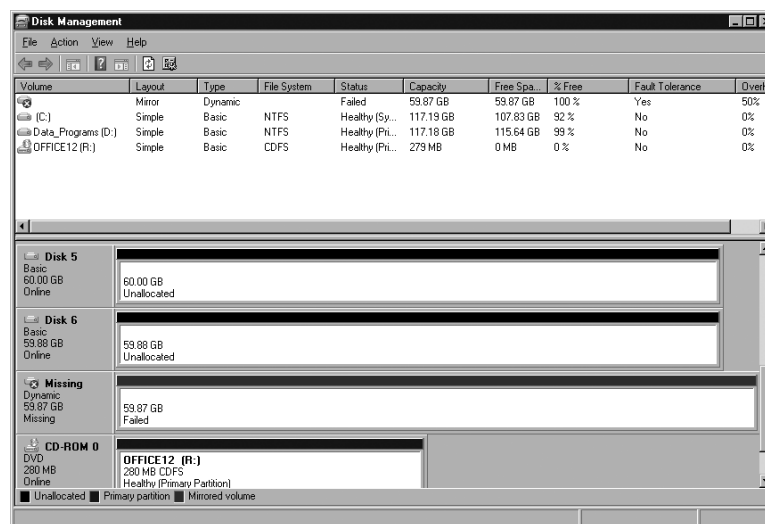 Disk Management
File Action View Help
Volume Layout Type File System Status Capacity Free Spa... % Free Fault Tolerance Overh
Mirror Dynamic Failed 59.87 GB 59.87 GB 100 % Yes 50%
(C:) Simple Basic NTFS Healthy (Sy... 117.19 GB 107.83 GB 92 % No 0%
Data_Programs (D:) Simple Basic NTFS Healthy (Pri... 117.18 GB 115.64 GB 99 % No 0%
OFFICE12 (R:) Simple Basic CDFS Healthy (Pri... 279 MB 0 MB 0 % No 0%
Disk 5
Basic
60.00 GB
Online
60.00 GB
Unallocated
Disk 6
Basic
59.88 GB
Online
59.88 GB
Unallocated
Missing
Dynamic
59.87 GB
Missing
59.87 GB
Failed
CD-ROM 0
DVD
280 MB
Online
OFFICE12 (R:)
280 MB CDFS
Healthy (Primary Partition)
Unallocated Primary partition Mirrored volume